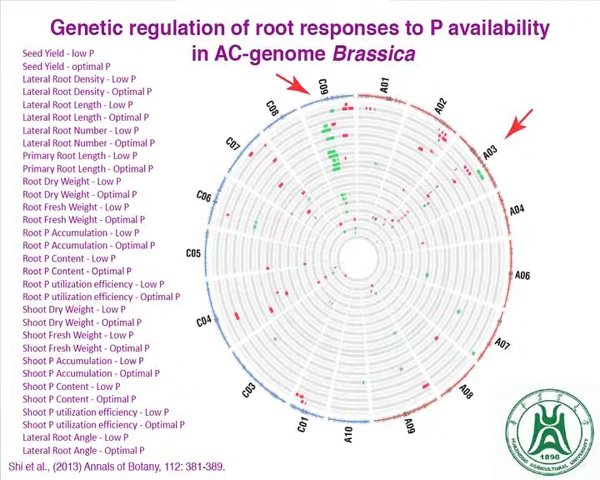 Genetic regulation of root responses to P availability
in AC-genome Brassica
Seed Yield - low P
Seed Yield - optimal P
Lateral Root Density - Low P
Lateral Root Density - Optimal P
Lateral Root Length - Low P
Lateral Root Length - Optimal P
Lateral Root Number - Low P
Lateral Root Number - Optimal P
Primary Root Length - Low P
Primary Root Length - Optimal P
Root Dry Weight - Low P
Root Dry Weight - Optimal P
Root Fresh Weight - Low P
Root Fresh Weight - Optimal P
Root P Accumulation - Low P
Root P Accumulation - Optimal P
Root P Content - Low P
Root P Content - Optimal P
Root P utilization efficiency - Low P
Root P utilization efficiency - Optimal P
Shoot Dry Weight - Low P
Shoot Dry Weight - Optimal P
Shoot Fresh Weight - Low P
Shoot Fresh Weight - Optimal P
Shoot P Accumulation - Low P
Shoot P Accumulation - Optimal P
Shoot P Content - Low P
Shoot P Content - Optimal P
Shoot P utilization efficiency - Low P
Shoot P utilization efficiency - Optimal P
Lateral Root Angle - Low P
Lateral Root Angle - Optimal P
Shi et al., (2013) Annals of Botany, 112: 381-389.
A01
A02
A03
A04
A06
A07
A08
A09
A10
C01
C03
C04
C05
C06
C07
C08
C09
HUAZHONG AGRICULTURAL UNIVERSITY
1898